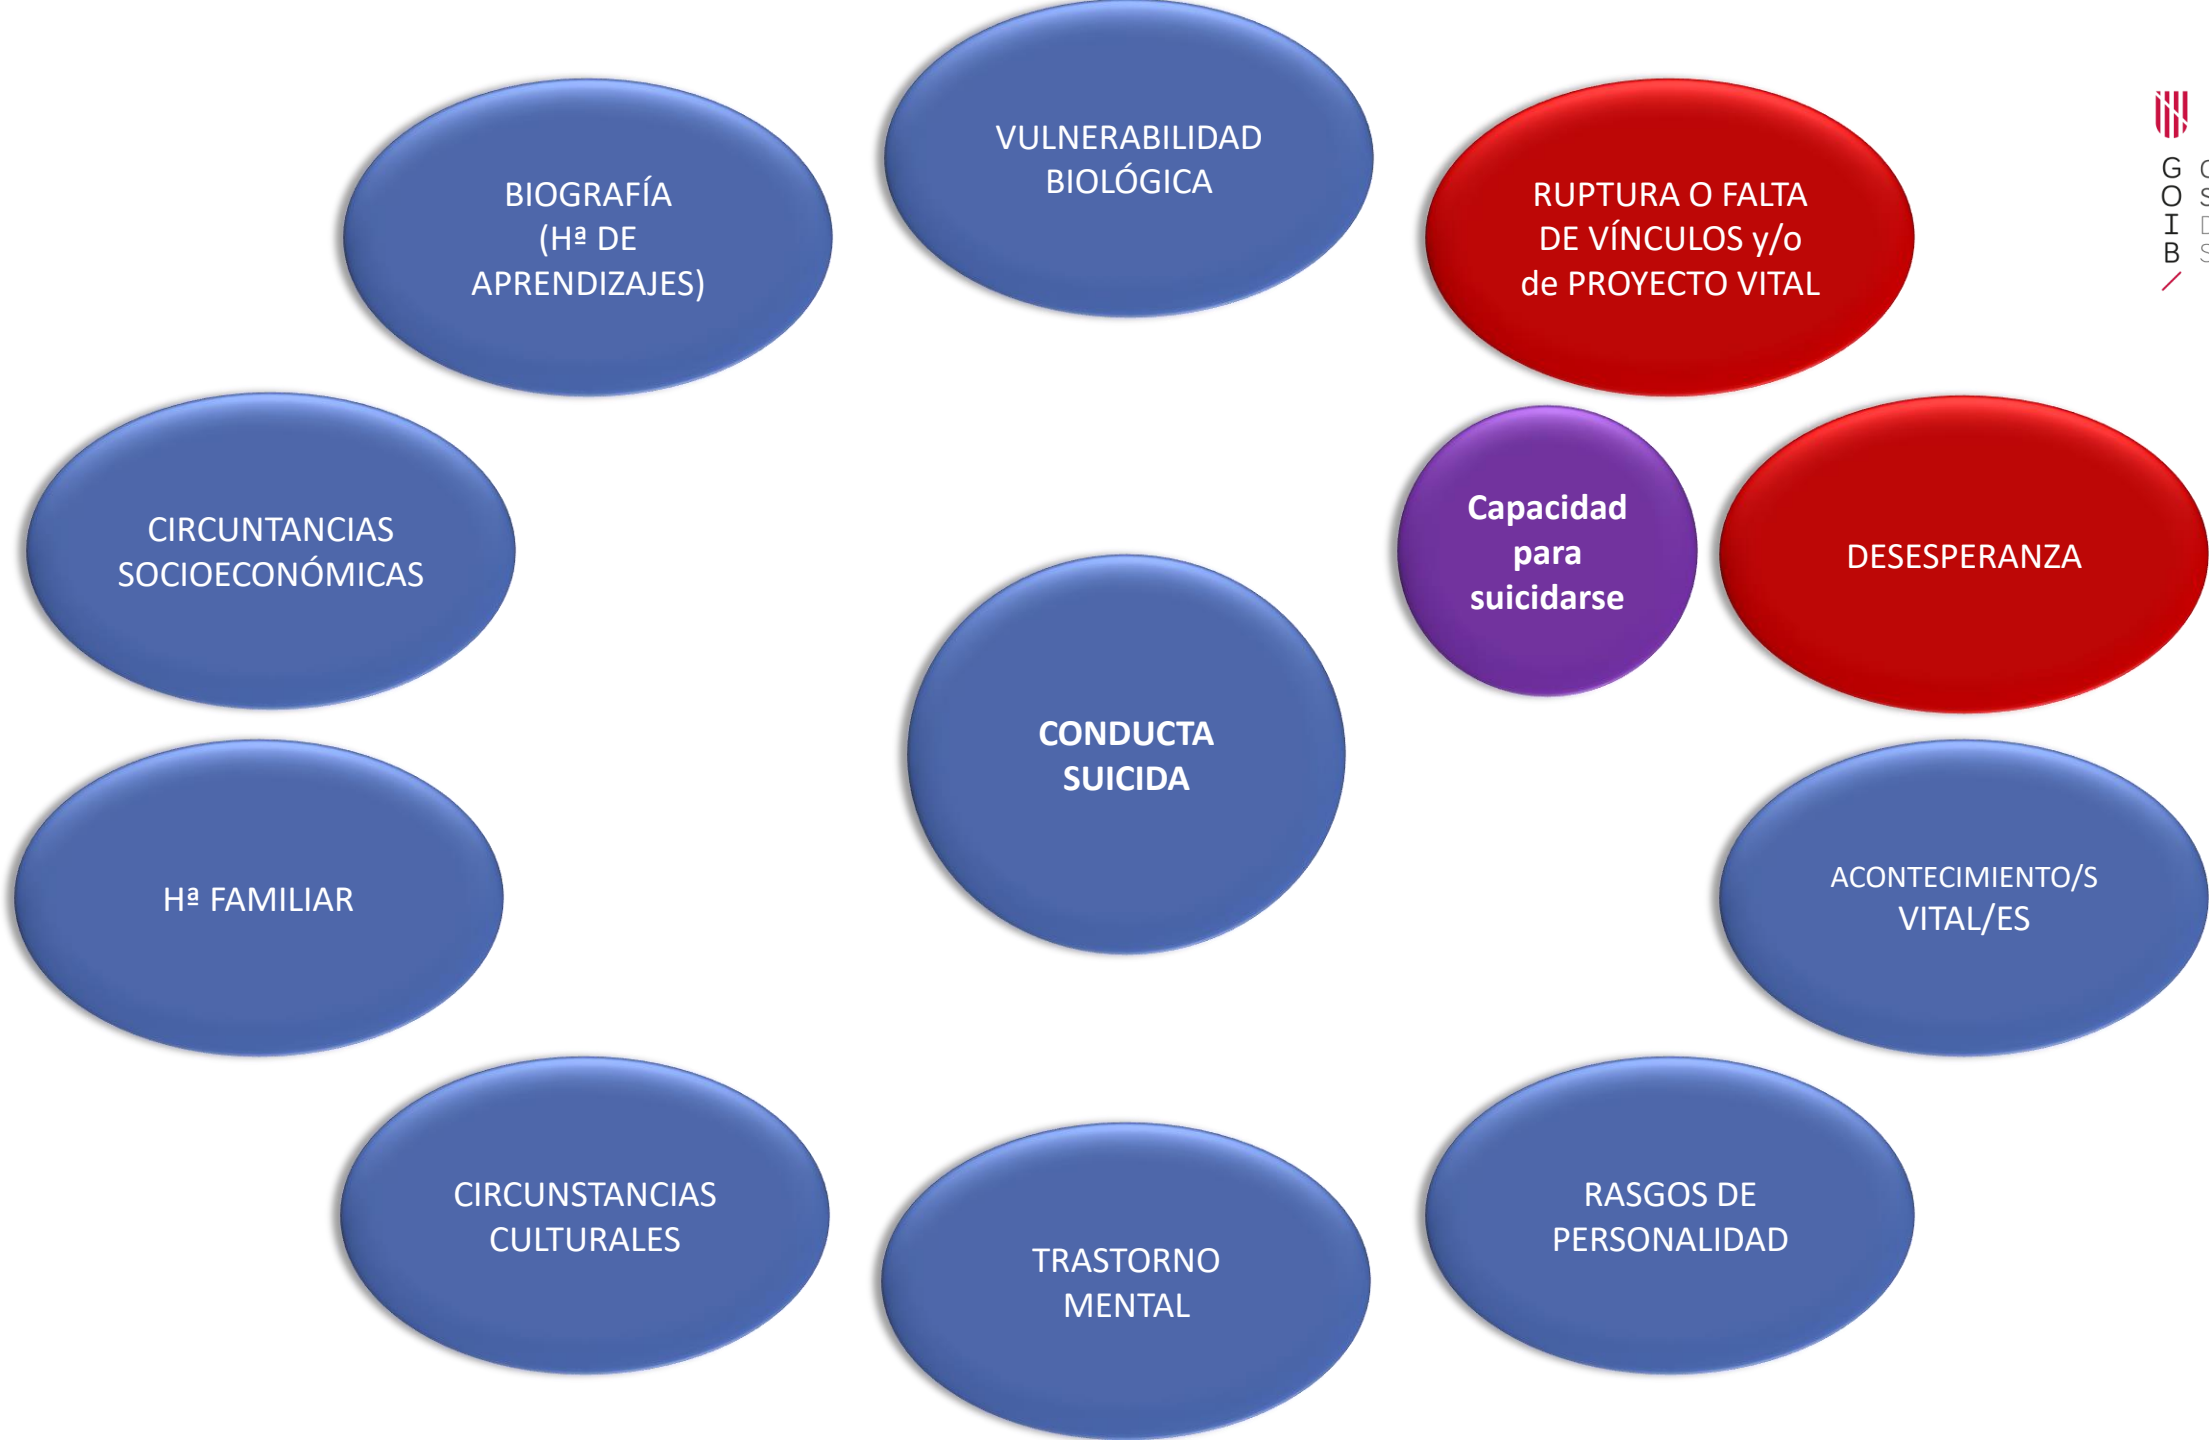 VULNERABILIDAD
BIOLÓGICA
BIOGRAFÍA
(Hª DE
APRENDIZAJES)
RUPTURA O FALTA
DE VÍNCULOS y/o
de PROYECTO VITAL
G
O
I
B
/
CIRCUNTANCIAS
SOCIOECONÓMICAS
Capacidad
para
suicidarse
DESESPERANZA
CONDUCTA
SUICIDA
Hª FAMILIAR
ACONTECIMIENTO/S
VITAL/ES
CIRCUNSTANCIAS
CULTURALES
TRASTORNO
MENTAL
RASGOS DE
PERSONALIDAD